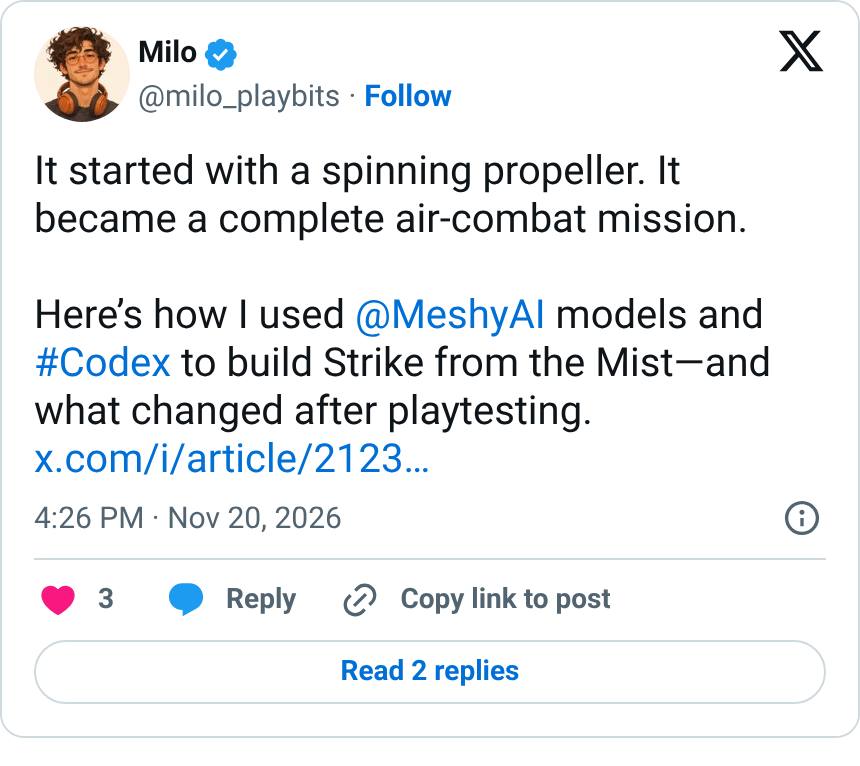 Milo
@milo_playbits · Follow
It started with a spinning propeller. It
became a complete air-combat mission.
Here’s how I used @MeshyAI models and
#Codex to build Strike from the Mist—and
what changed after playtesting.
x.com/i/article/2123…
4:26 PM · Nov 20, 2026
3 Reply Copy link to post
Read 2 replies